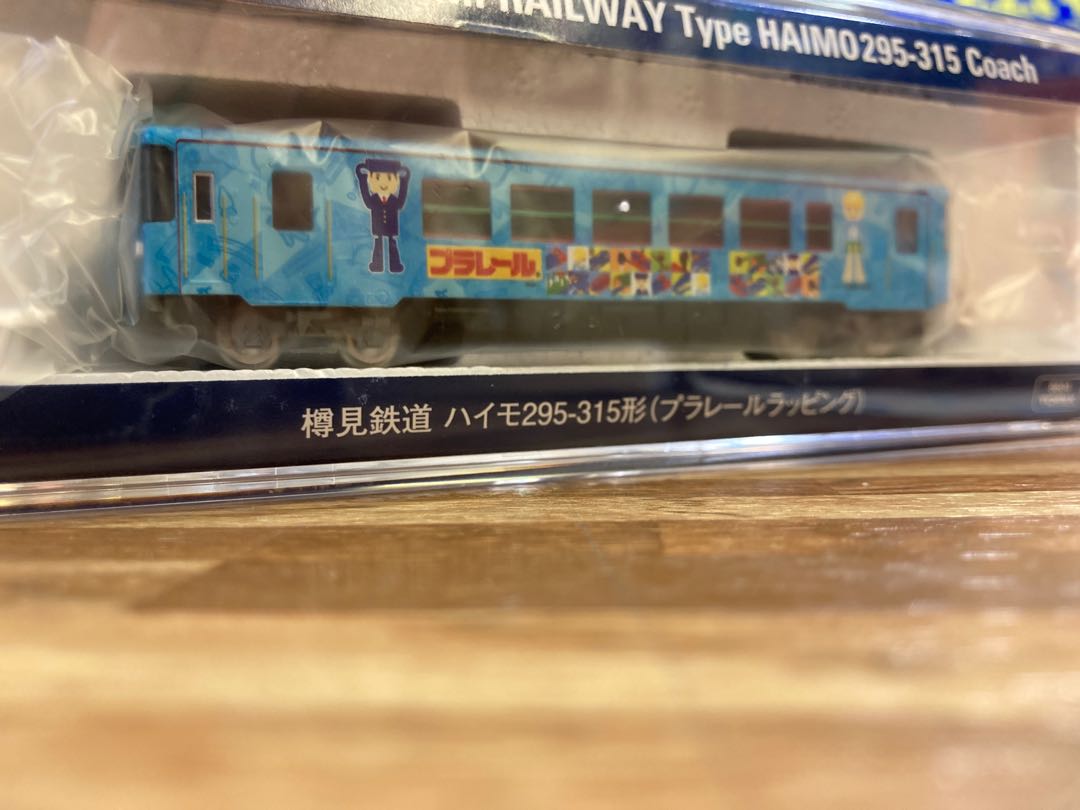 RAILWAY Type HAIMO295-315 Coach
プラレール
樽見鉄道 ハイモ295-315形(プラレールラッピング)